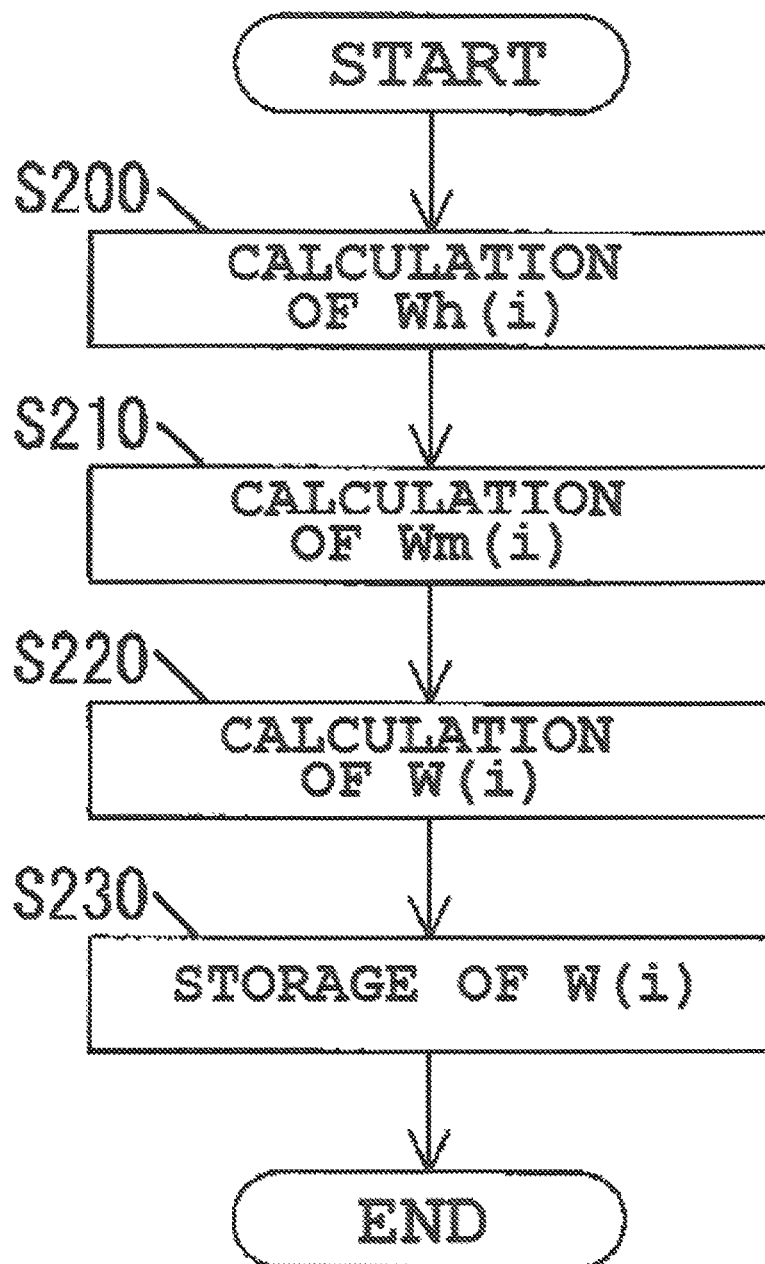 START
S200
CALCULATION
OF Wh(i)
S210
CALCULATION
OF Wm(i)
S220
CALCULATION
OF W(i)
S230
STORAGE OF W(i)
END